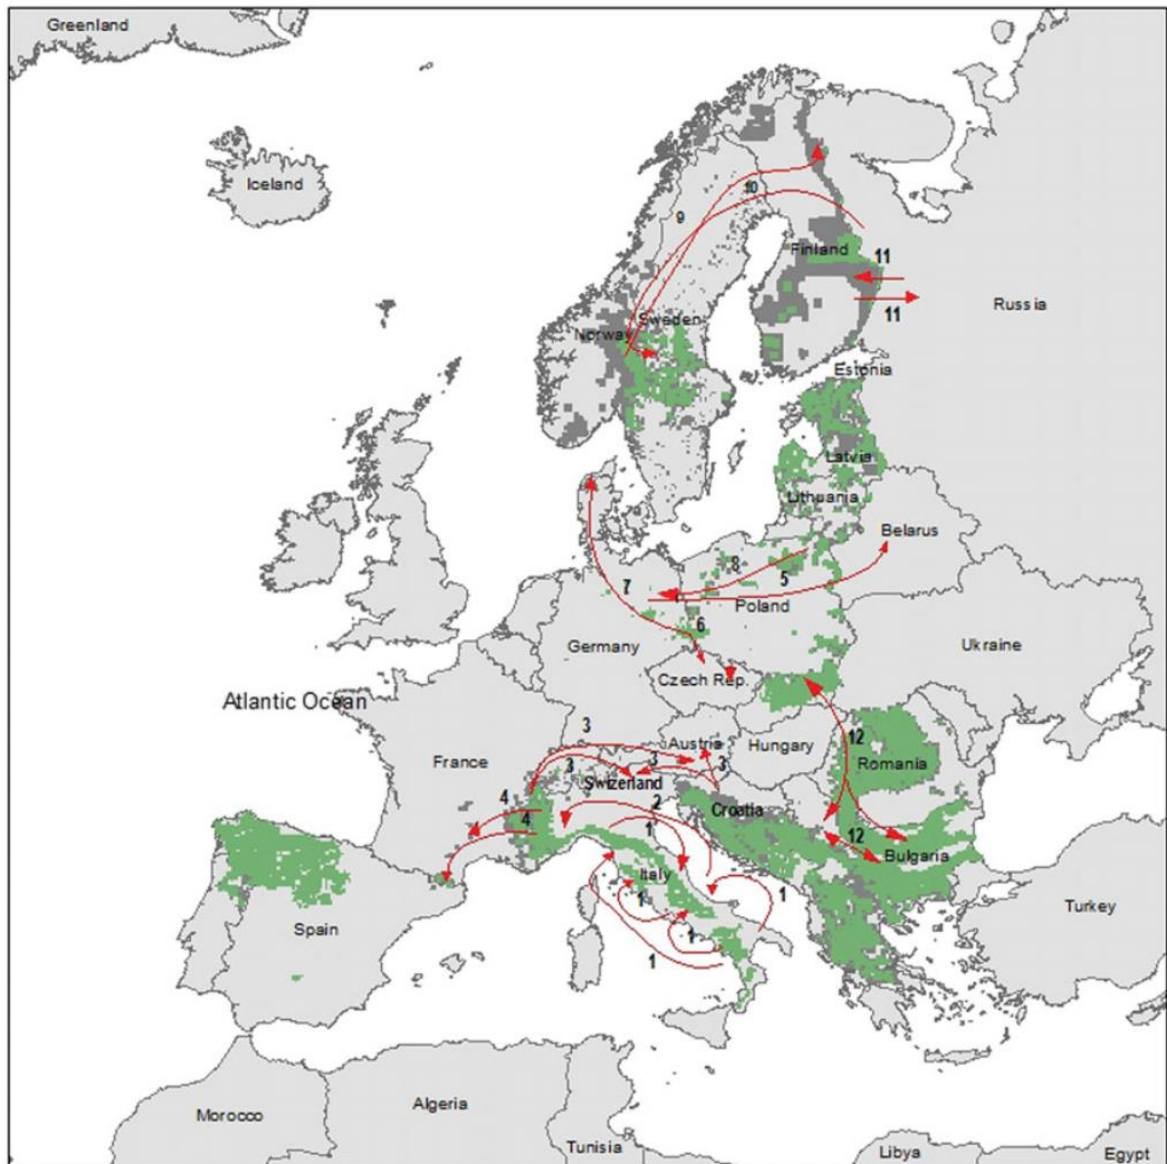 Greenland
Iceland
10
9
Finland
11
Russia
11
Sweden
Norway
Estonia
Latvia
Lithuania
Belarus
8
5
7
Poland
6
Germany
Ukraine
Czech Rep.
Atlantic Ocean
3
12
Austria
Hungary
France
3
3
3
Romania
Swizerland
4
2
Croatia
4
1
12
Bulgaria
Italy
1
1
Turkey
Spain
1
1
Algeria
Morocco
Tunisia
Libya
Egypt